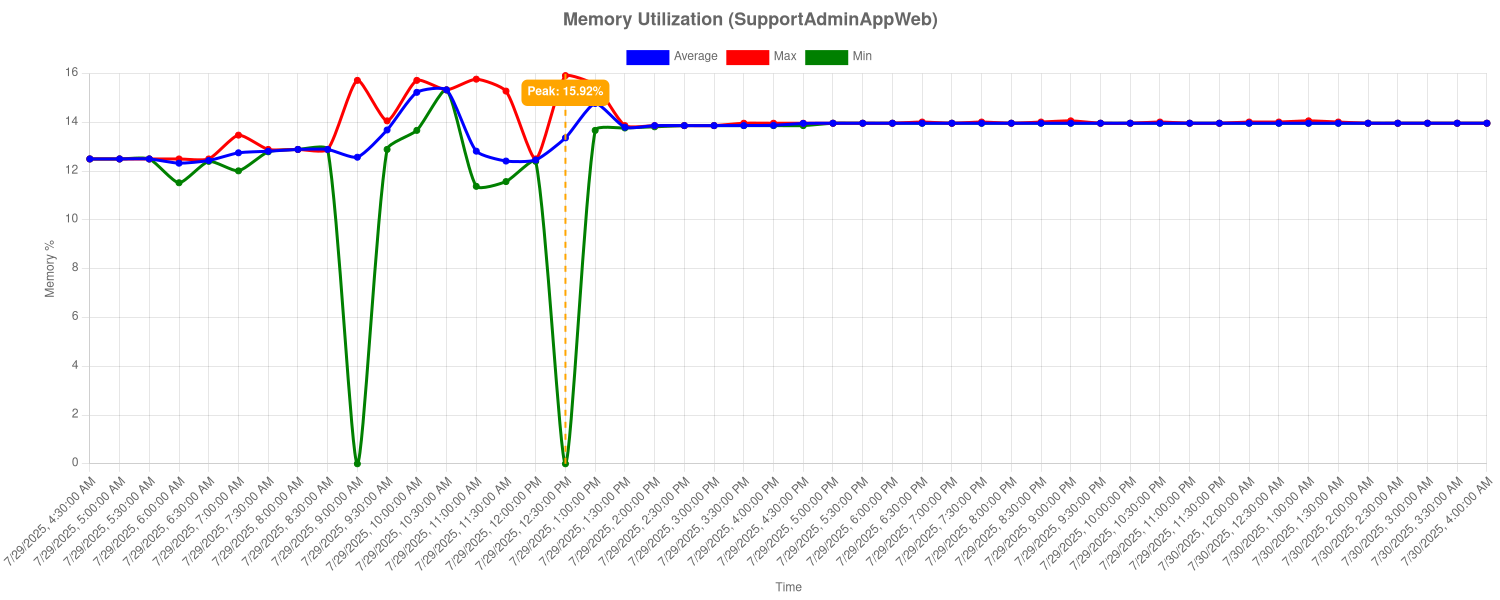 Memory Utilization (SupportAdminAppWeb)
Average Max Min
Peak: 15.92%
Memory %
16
14
12
10
8
6
4
2
0
7/29/2025, 4:30:00 AM
7/29/2025, 5:00:00 AM
7/29/2025, 5:30:00 AM
7/29/2025, 6:00:00 AM
7/29/2025, 6:30:00 AM
7/29/2025, 7:00:00 AM
7/29/2025, 7:30:00 AM
7/29/2025, 8:00:00 AM
7/29/2025, 8:30:00 AM
7/29/2025, 9:00:00 AM
7/29/2025, 9:30:00 AM
7/29/2025, 10:00:00 AM
7/29/2025, 10:30:00 AM
7/29/2025, 11:00:00 AM
7/29/2025, 11:30:00 AM
7/29/2025, 12:00:00 PM
7/29/2025, 12:30:00 PM
7/29/2025, 1:00:00 PM
7/29/2025, 1:30:00 PM
7/29/2025, 2:00:00 PM
7/29/2025, 2:30:00 PM
7/29/2025, 3:00:00 PM
7/29/2025, 3:30:00 PM
7/29/2025, 4:00:00 PM
7/29/2025, 4:30:00 PM
7/29/2025, 5:00:00 PM
7/29/2025, 5:30:00 PM
7/29/2025, 6:00:00 PM
7/29/2025, 6:30:00 PM
7/29/2025, 7:00:00 PM
7/29/2025, 7:30:00 PM
7/29/2025, 8:00:00 PM
7/29/2025, 8:30:00 PM
7/29/2025, 9:00:00 PM
7/29/2025, 9:30:00 PM
7/29/2025, 10:00:00 PM
7/29/2025, 10:30:00 PM
7/29/2025, 11:00:00 PM
7/29/2025, 11:30:00 PM
7/30/2025, 12:00:00 AM
7/30/2025, 12:30:00 AM
7/30/2025, 1:00:00 AM
7/30/2025, 1:30:00 AM
7/30/2025, 2:00:00 AM
7/30/2025, 2:30:00 AM
7/30/2025, 3:00:00 AM
7/30/2025, 3:30:00 AM
7/30/2025, 4:00:00 AM
Time